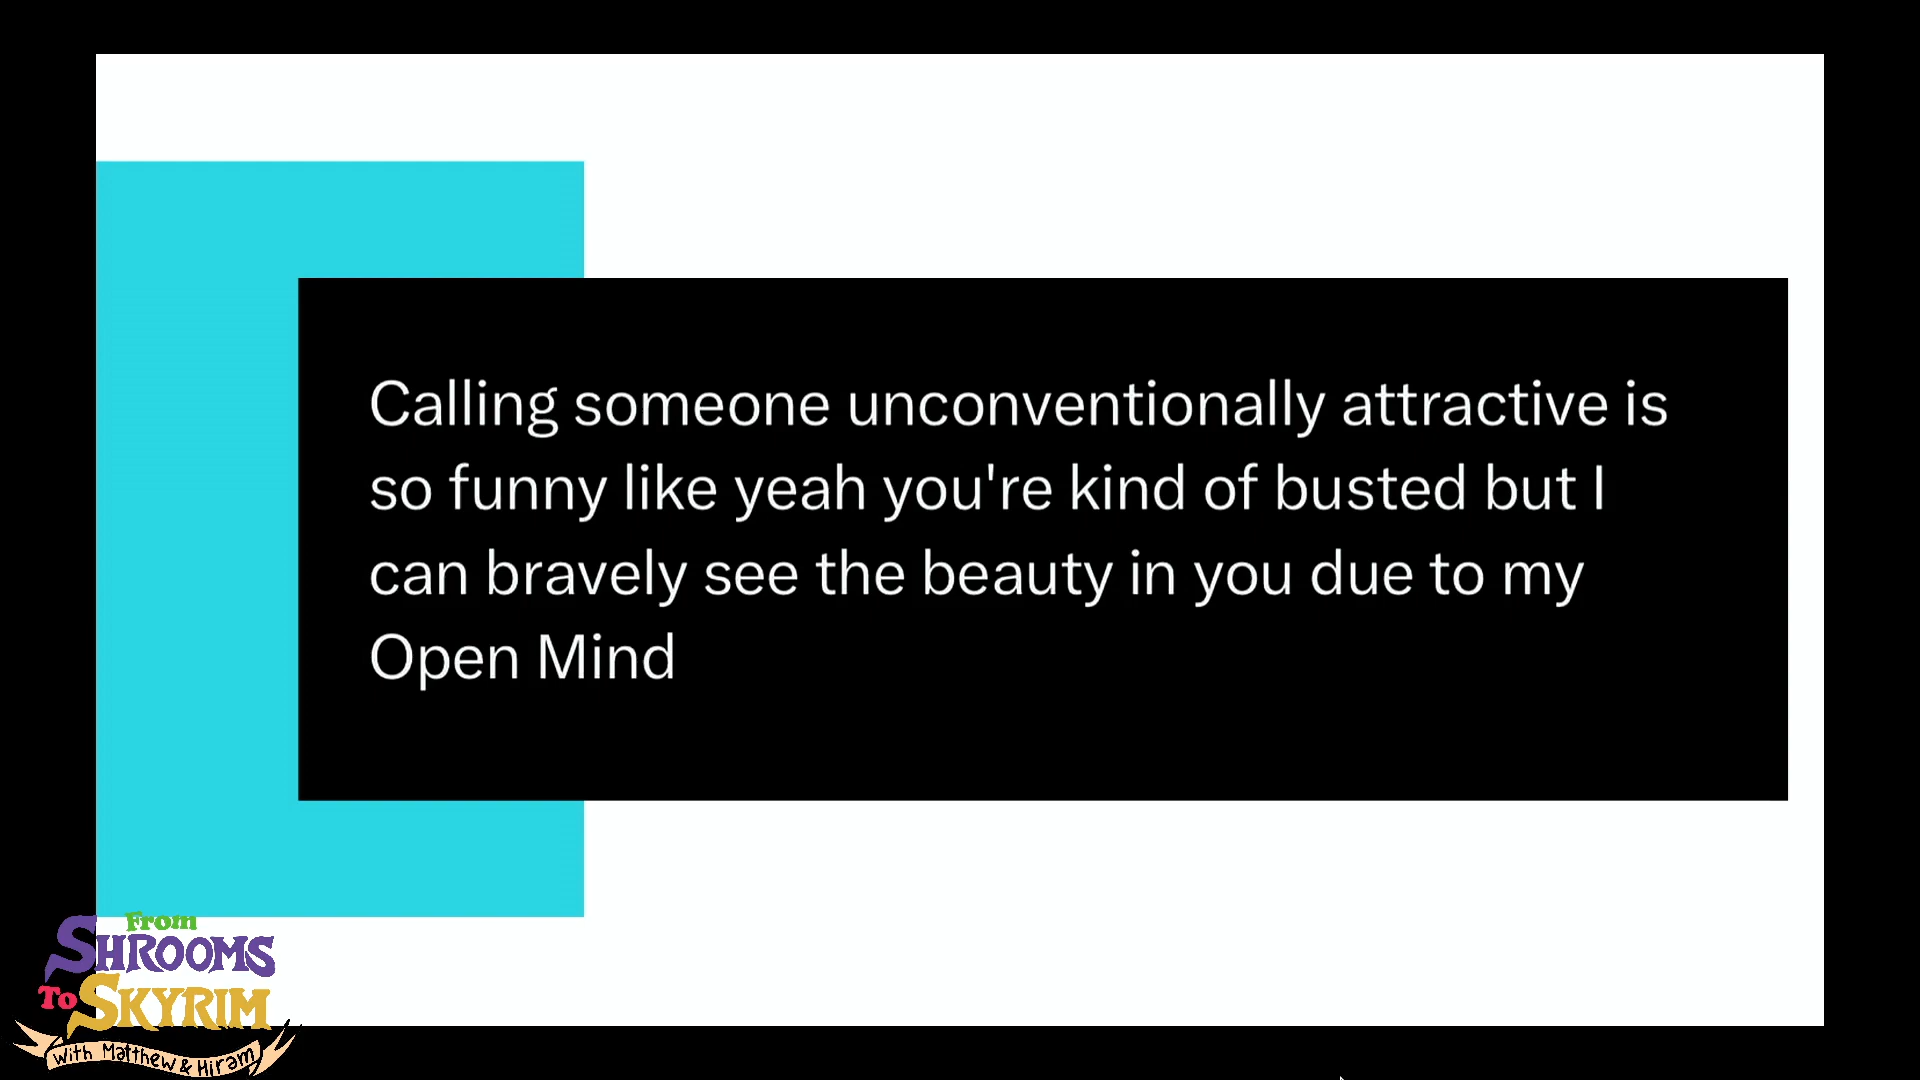 Calling someone unconventionally attractive is
so funny like yeah you're kind of busted but I
can bravely see the beauty in you due to my
Open Mind
From
SHROOMS
To SKYRIM
with Matthew & Hiram